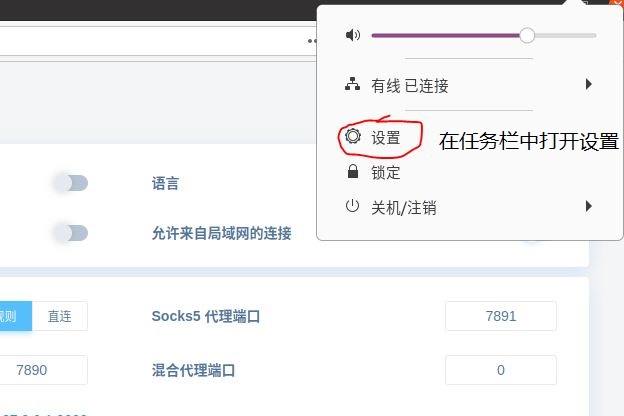 有线 已连接
设置
在任务栏中打开设置
锁定
关机/注销
语言
允许来自局域网的连接
规则
直连
Socks5 代理端口
7891
7890
混合代理端口
0